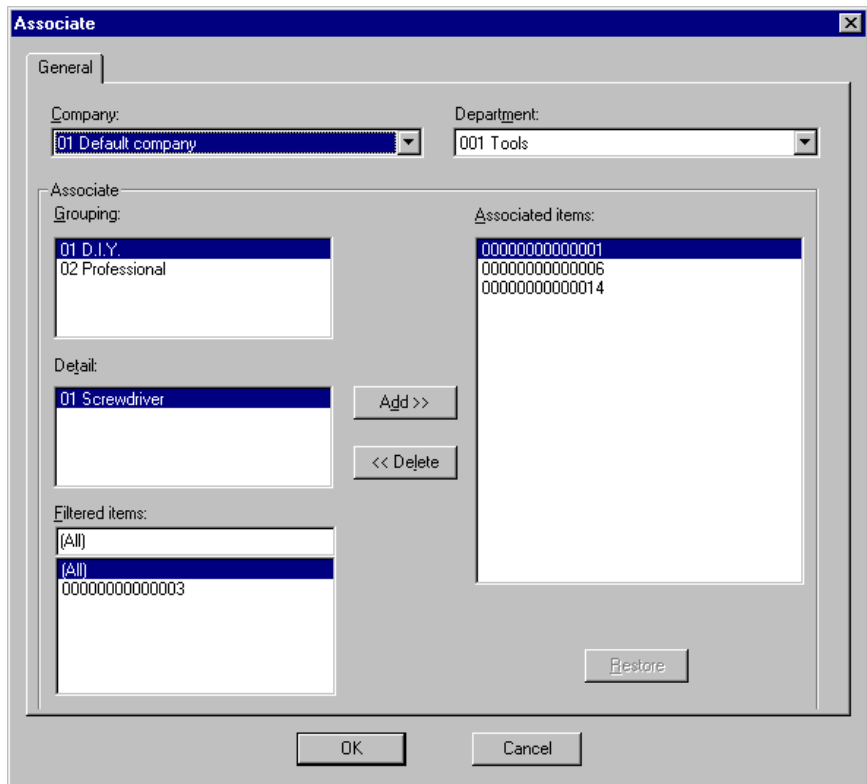 Associate
General
Company:
Department:
01 Default company
001 Tools
Associate
Grouping:
Associated items:
01 D.I.Y.
02 Professional
00000000000001
00000000000006
00000000000014
Detail:
01 Screwdriver
Add >>
<< Delete
Filtered items:
(All)
(All)
00000000000003
Restore
OK
Cancel